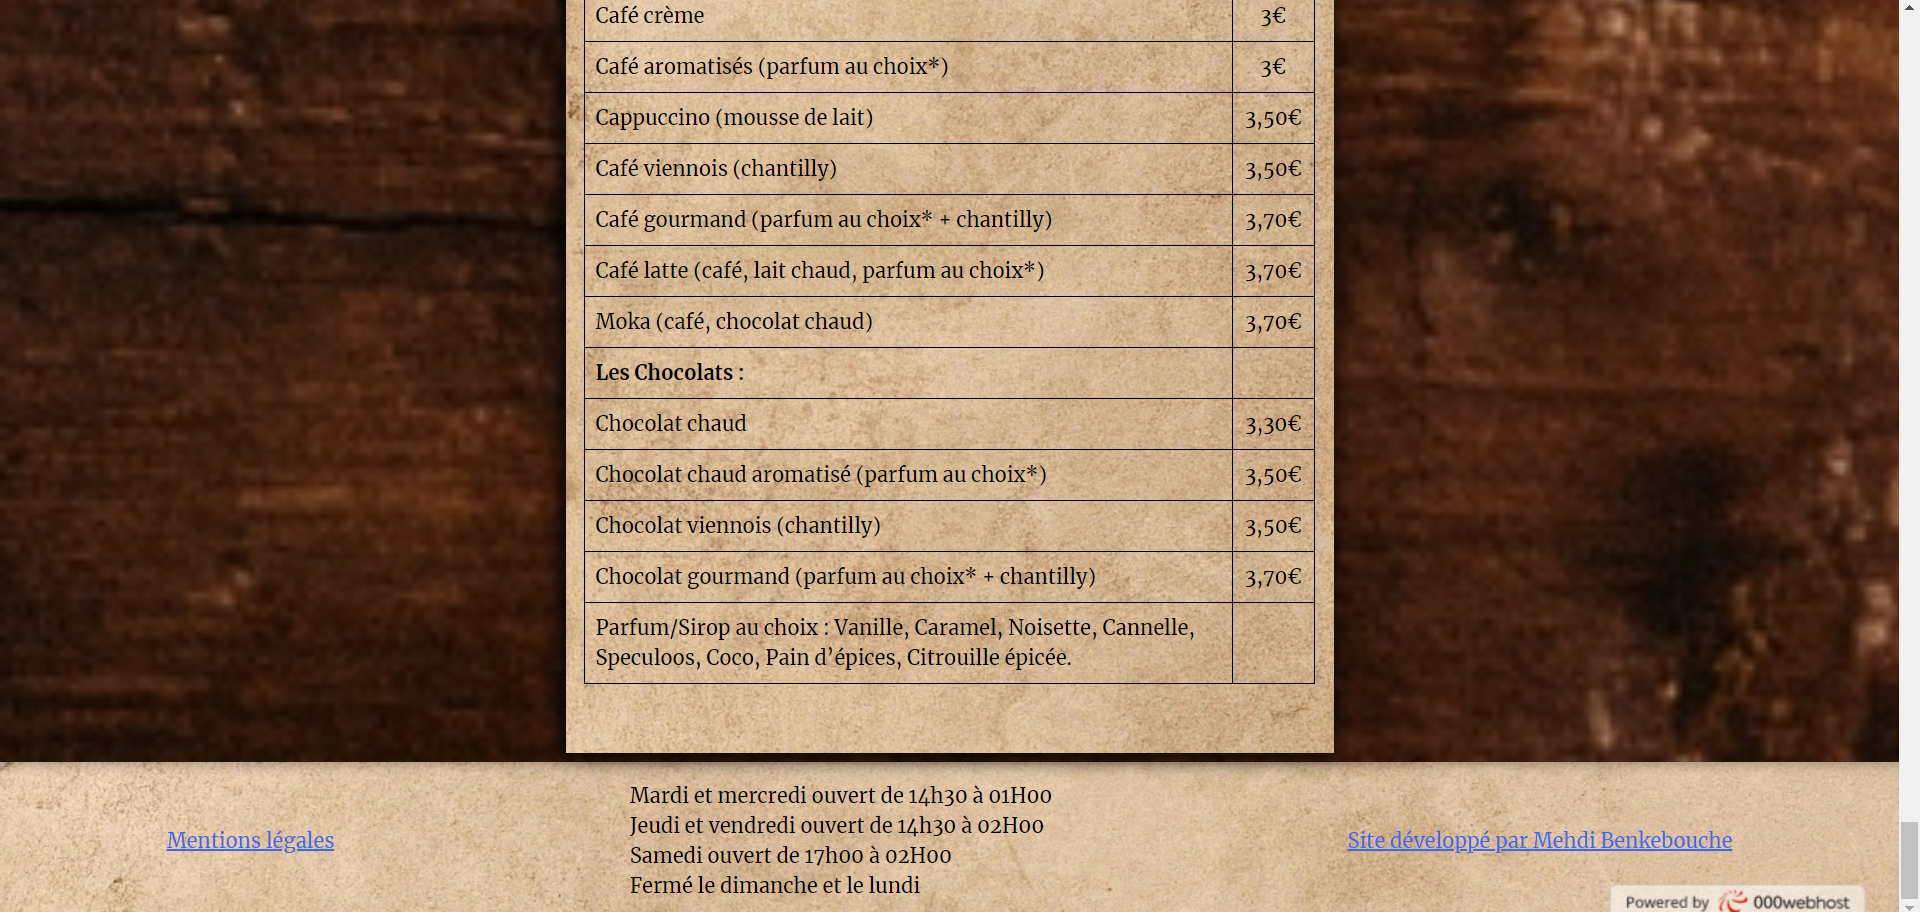 Café crème 3€
Café aromatisés (parfum au choix*) 3€
Cappuccino (mousse de lait) 3,50€
Café viennois (chantilly) 3,50€
Café gourmand (parfum au choix* + chantilly) 3,70€
Café latte (café, lait chaud, parfum au choix*) 3,70€
Moka (café, chocolat chaud) 3,70€
Les Chocolats :
Chocolat chaud 3,30€
Chocolat chaud aromatisé (parfum au choix*) 3,50€
Chocolat viennois (chantilly) 3,50€
Chocolat gourmand (parfum au choix* + chantilly) 3,70€
Parfum/Sirop au choix : Vanille, Caramel, Noisette, Cannelle,
Speculoos, Coco, Pain d’épices, Citrouille épicée.
Mentions légales
Mardi et mercredi ouvert de 14h30 à 01H00
Jeudi et vendredi ouvert de 14h30 à 02H00
Samedi ouvert de 17h00 à 02H00
Fermé le dimanche et le lundi
Site développé par Mehdi Benkebouche
Powered by 000webhost